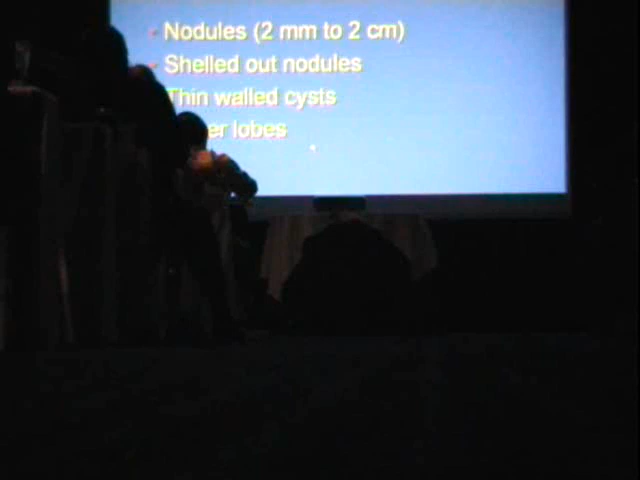 Nodules (2 mm to 2 cm)
Shelled out nodules
Thin walled cysts
lobes